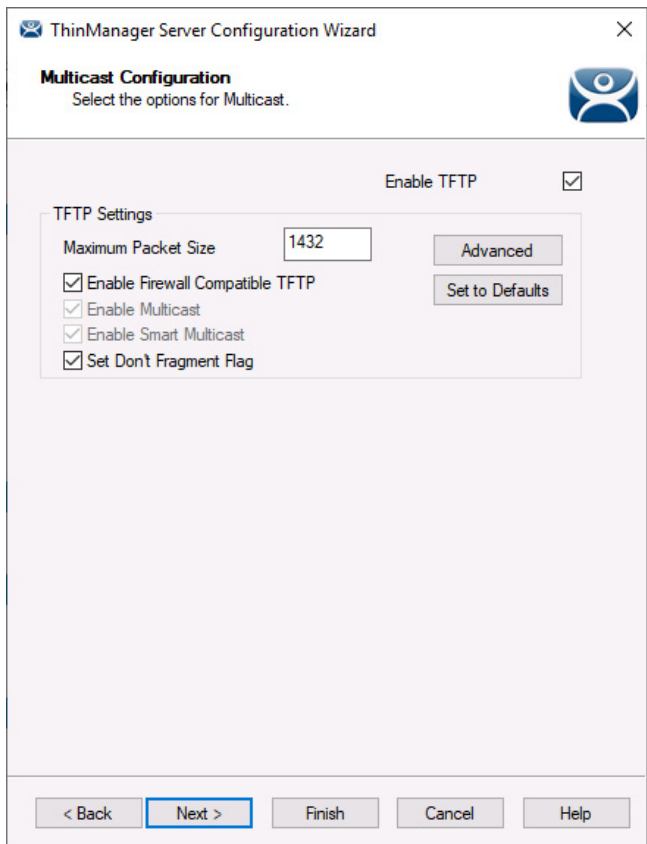 ThinManager Server Configuration Wizard
Multicast Configuration
Select the options for Multicast.
Enable TFTP
TFTP Settings
Maximum Packet Size 1432 Advanced
Enable Firewall Compatible TFTP Set to Defaults
Enable Multicast
Enable Smart Multicast
Set Don't Fragment Flag
< Back Next > Finish Cancel Help